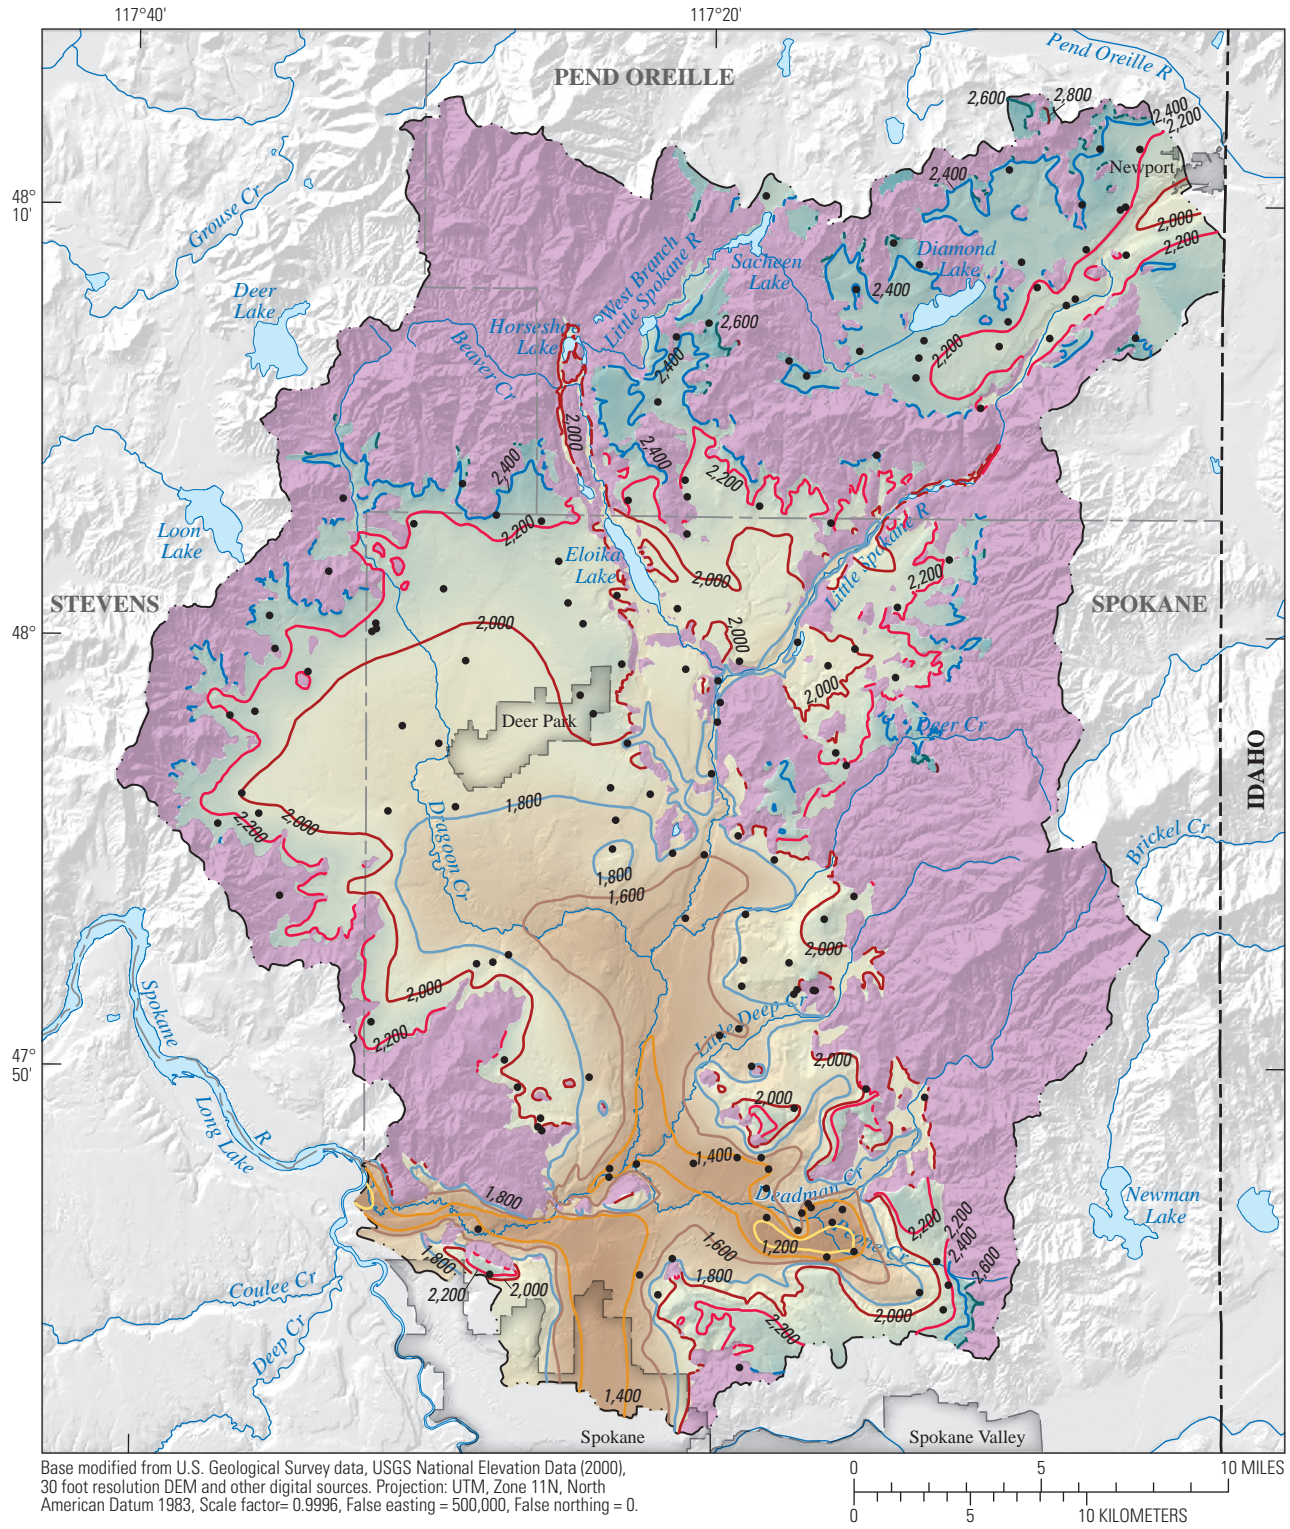 117°40'
117°20'
PEND OREILLE
Pend Oreille R
2,600
2,800
2,400
2,200
Newport
2,400
48°
10'
Grouse Cr
2,000
2,200
West Branch
Little Spokane R
Sacheen
Lake
Diamond
Lake
2,400
Deer
Lake
Horseshoe
Lake
2,600
Beaver Cr
2,400
2,200
2,000
2,400
2,400
2,200
Loon
Lake
2,200
Eloika
Lake
Little Spokane R
2,000
2,200
STEVENS
SPOKANE
48°
2,000
2,000
2,000
Deer Park
Deer Cr
IDAHO
1,800
Dragoon Cr
2,200
2,000
Brickel Cr
1,800
1,600
2,000
Spokane
R
2,000
Little Deep Cr
2,200
47°
50'
2,000
2,000
Long Lake
1,400
Deadman Cr
1,800
Newman
Lake
2,200
2,200
2,400
2,600
Peone Cr
1,600
1,200
1,800
1,800
Coulee Cr
2,200
2,000
2,000
2,200
Deep Cr
1,400
Spokane
Spokane Valley
Base modified from U.S. Geological Survey data, USGS National Elevation Data (2000),
30 foot resolution DEM and other digital sources. Projection: UTM, Zone 11N, North
American Datum 1983, Scale factor= 0.9996, False easting = 500,000, False northing = 0.
0 5 10 MILES
0 5 10 KILOMETERS